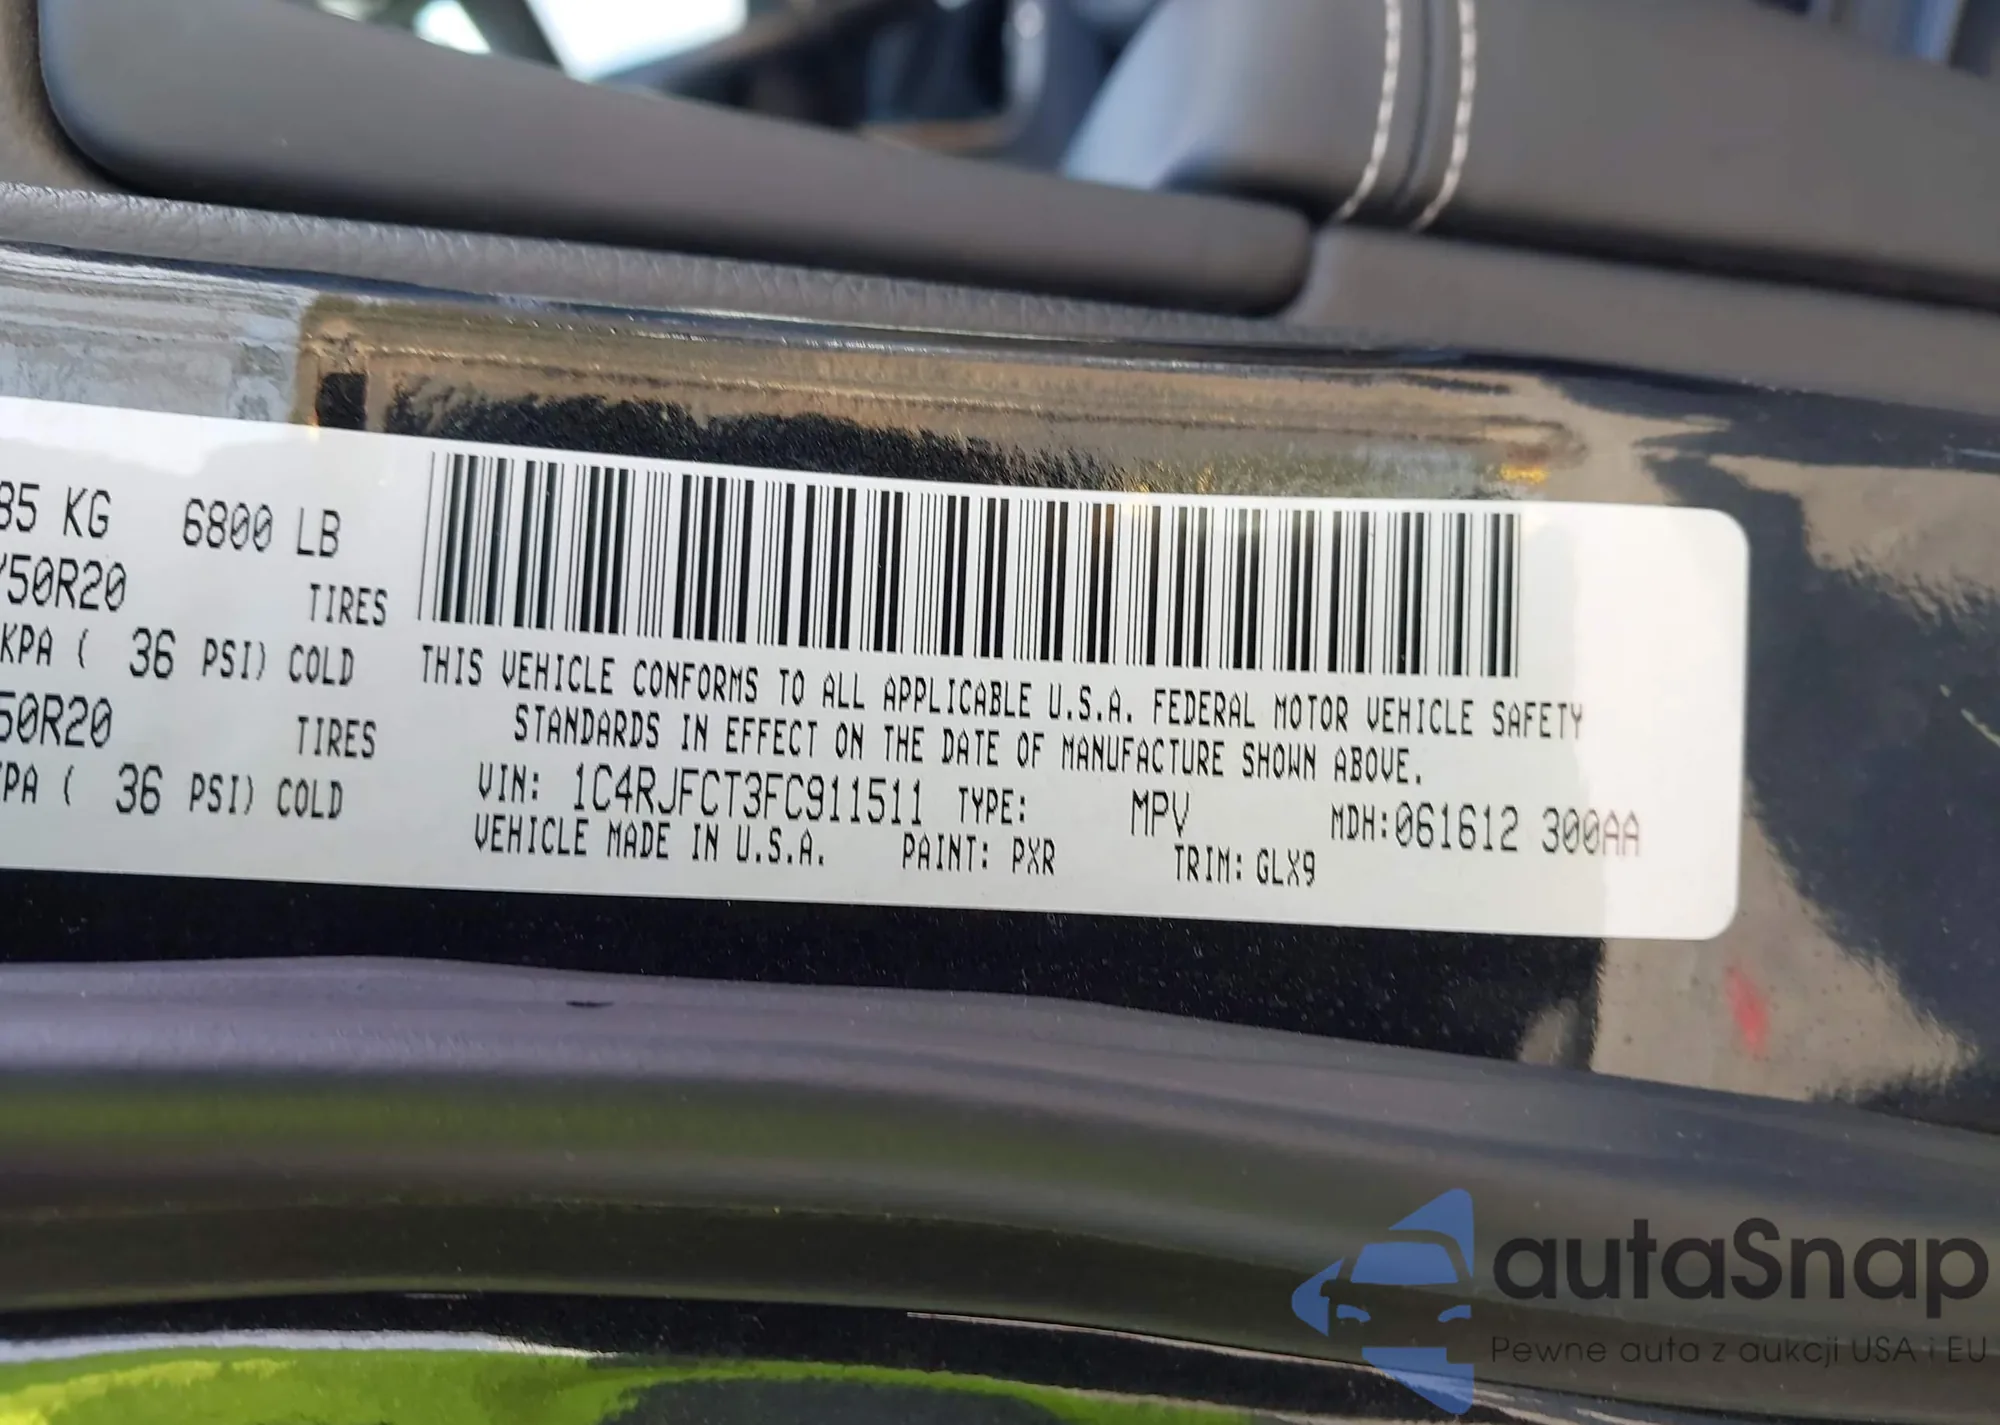 85 KG 6800 LB
50R20 TIRES
KPA ( 36 PSI) COLD
50R20 TIRES
PA ( 36 PSI) COLD
THIS VEHICLE CONFORMS TO ALL APPLICABLE U.S.A. FEDERAL MOTOR VEHICLE SAFETY
STANDARDS IN EFFECT ON THE DATE OF MANUFACTURE SHOWN ABOVE.
VIN: 1C4RJFCT3FC911511 TYPE: MPV MDH:061612 300AA
VEHICLE MADE IN U.S.A. PAINT: PXR TRIM: GLX9
autaSnap
Pewne auta z aukcji USA i EU